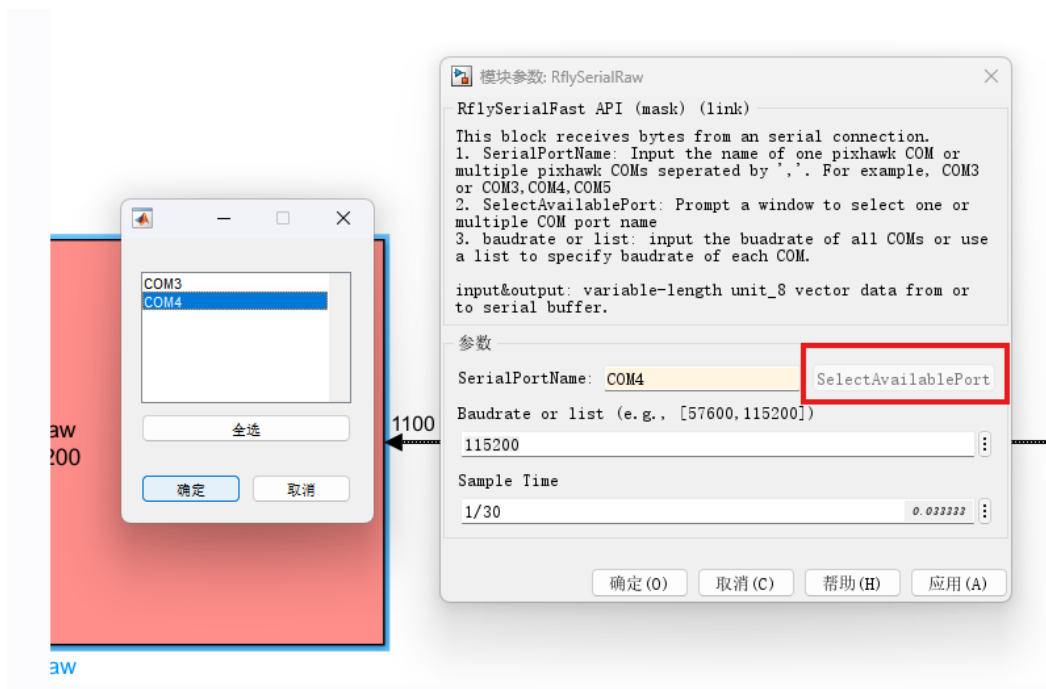 模块参数: RflySerialRaw
RflySerialFast API (mask) (link)
This block receives bytes from an serial connection.
1. SerialPortName: Input the name of one pixhawk COM or
multiple pixhawk COMs seperated by ','. For example, COM3
or COM3,COM4,COM5
2. SelectAvailablePort: Prompt a window to select one or
multiple COM port name
3. baudrate or list: input the buadrate of all COMs or use
a list to specify baudrate of each COM.
input&output: variable-length unit_8 vector data from or
to serial buffer.
参数
SerialPortName: COM4 SelectAvailablePort
Baudrate or list (e.g., [57600,115200])
115200
Sample Time
1/30 0.033333
确定(O) 取消(C) 帮助(H) 应用(A)
COM3
COM4
全选
确定 取消
aw
200
1100
aw